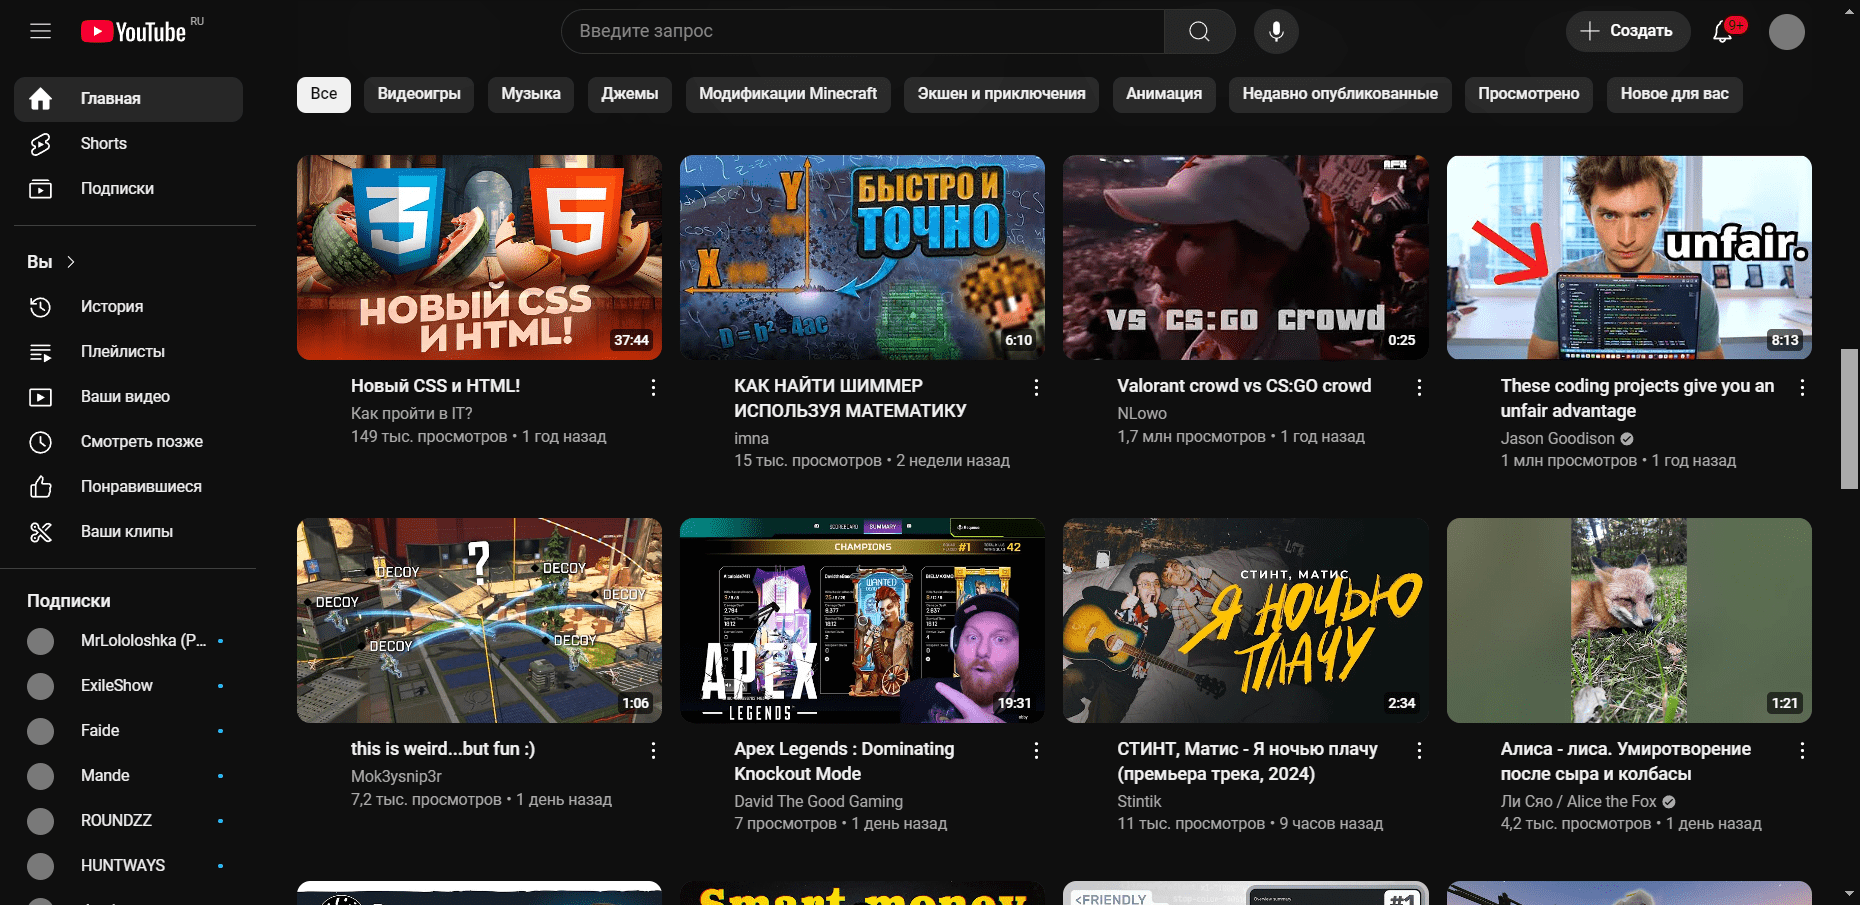 YouTube RU
Введите запрос
Создать
9+
Главная
Shorts
Подписки
Вы
История
Плейлисты
Ваши видео
Смотреть позже
Понравившиеся
Ваши клипы
Подписки
MrLololoshka (Р...
ExileShow
Faide
Mande
ROUNDZZ
HUNTWAYS
Все
Видеоигры
Музыка
Джемы
Модификации Minecraft
Экшен и приключения
Анимация
Недавно опубликованные
Просмотрено
Новое для вас
3
5
НОВЫЙ CSS
И HTML!
37:44
Новый CSS и HTML!
Как пройти в IT?
149 тыс. просмотров • 1 год назад
Y
X
БЫСТРО И
ТОЧНО
D = b² - 4ac
6:10
КАК НАЙТИ ШИММЕР
ИСПОЛЬЗУЯ МАТЕМАТИКУ
imna
15 тыс. просмотров • 2 недели назад
AFK
VS CS:GO CROWD
0:25
Valorant crowd vs CS:GO crowd
NLowo
1,7 млн просмотров • 1 год назад
unfair.
8:13
These coding projects give you an
unfair advantage
Jason Goodison
1 млн просмотров • 1 год назад
?
DECOY
DECOY
DECOY
DECOY
DECOY
DECOY
1:06
this is weird...but fun :)
Mok3ysnip3r
7,2 тыс. просмотров • 1 день назад
SCOREBOARD SUMMARY
CHAMPIONS
#1
42
WANTED
APEX
LEGENDS
19:31
Apex Legends : Dominating
Knockout Mode
David The Good Gaming
7 просмотров • 1 день назад
СТИНТ, МАТИС
Я НОЧЬЮ
ПЛАЧУ
2:34
СТИНТ, Матис - Я ночью плачу
(премьера трека, 2024)
Stintik
11 тыс. просмотров • 9 часов назад
1:21
Алиса - лиса. Умиротворение
после сыра и колбасы
Ли Сяо / Alice the Fox
4,2 тыс. просмотров • 1 день назад
Smart money
<FRIENDLY
Overview summary
#1